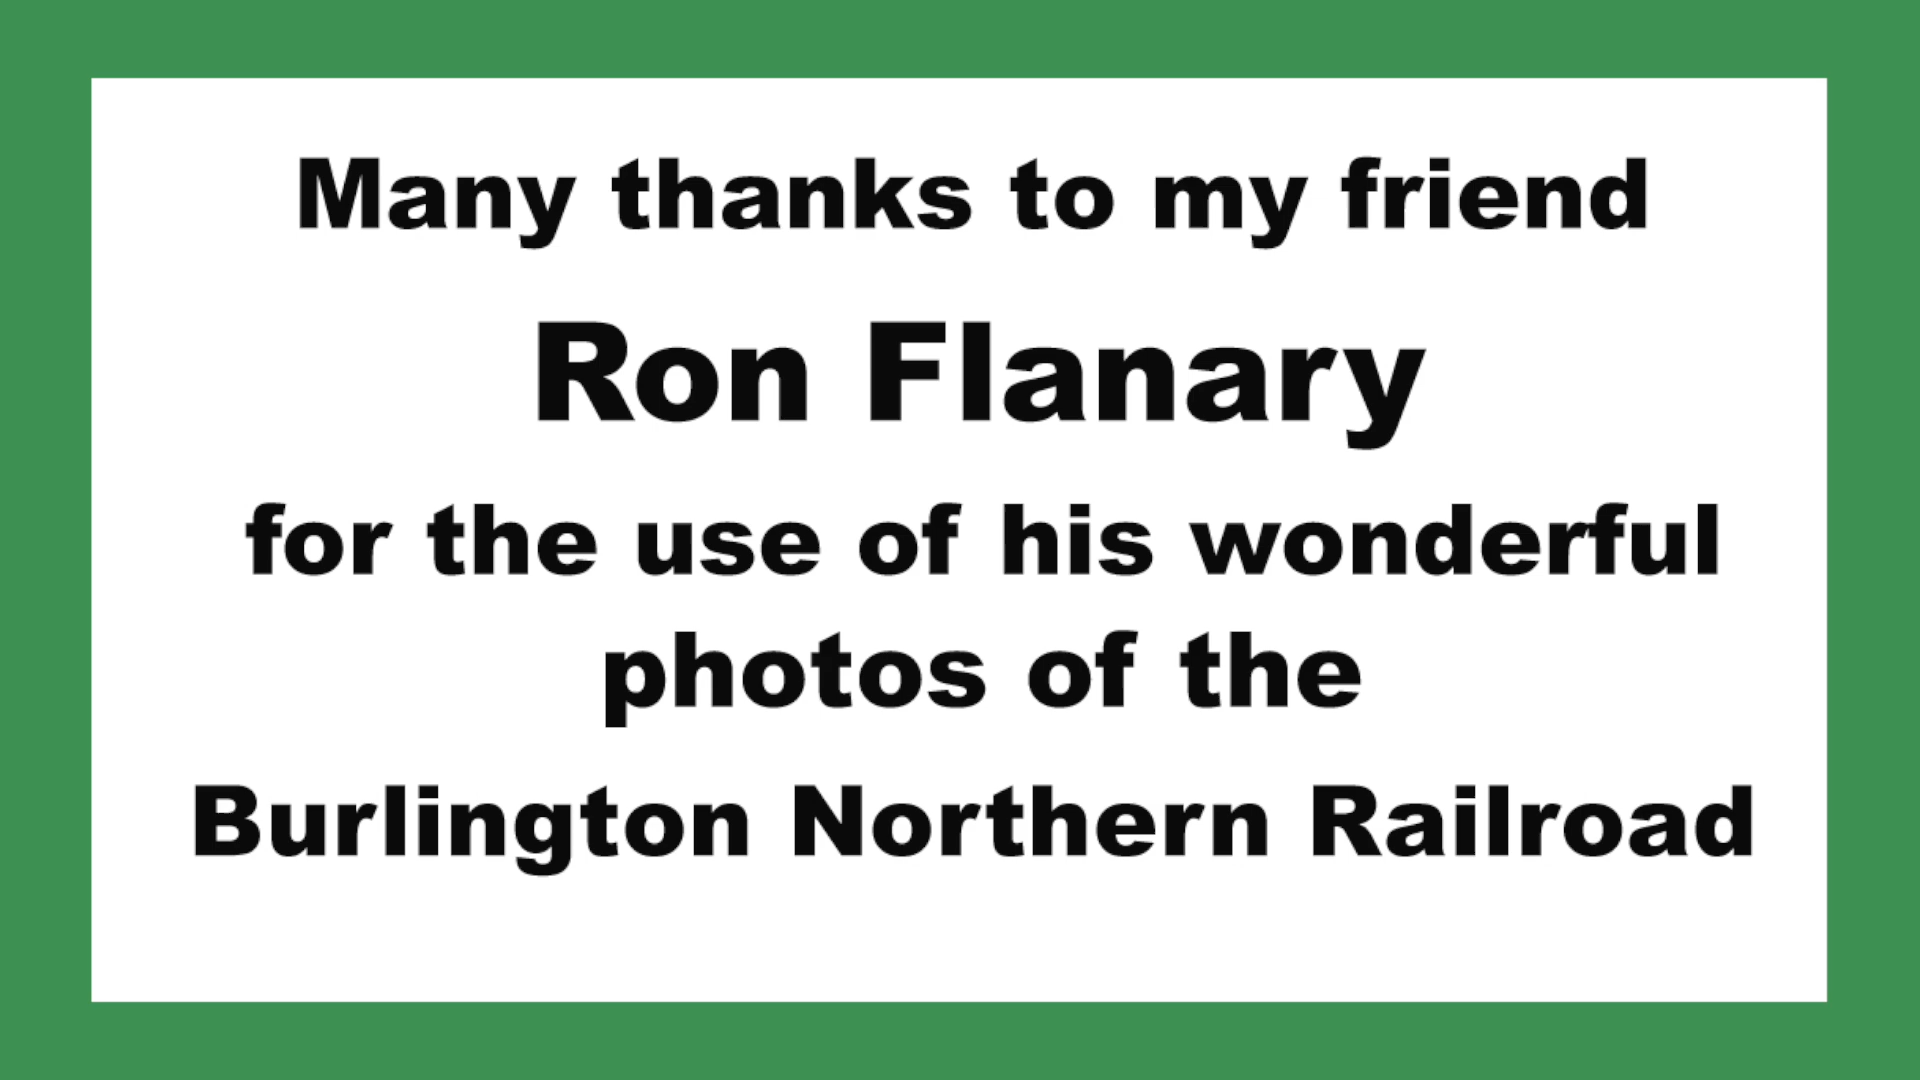 Many thanks to my friend
Ron Flanary
for the use of his wonderful
photos of the
Burlington Northern Railroad